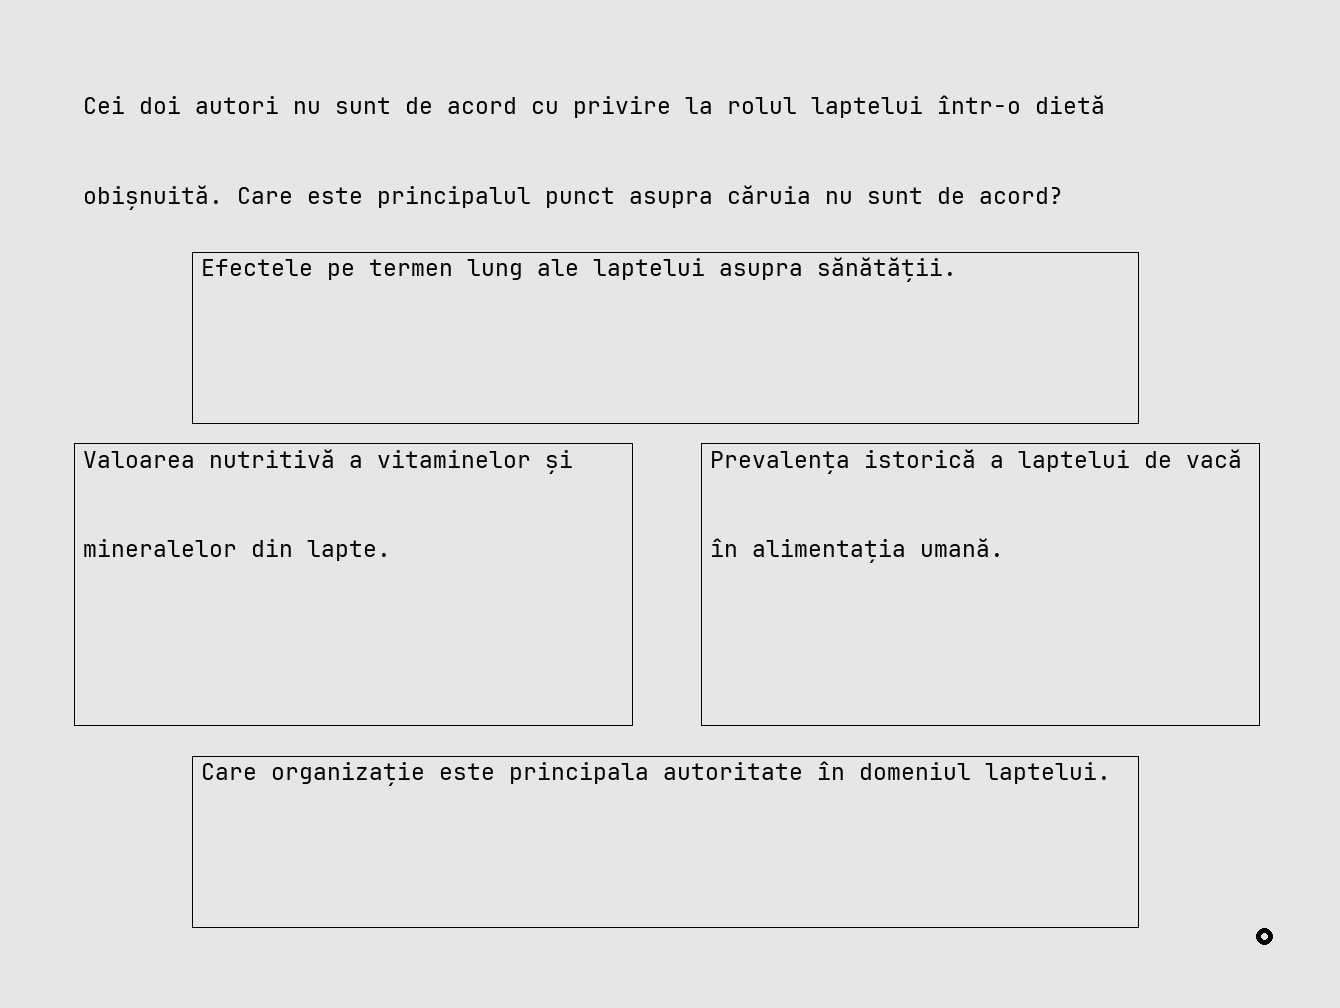 Cei doi autori nu sunt de acord cu privire la rolul laptelui într-o dietă
obișnuită. Care este principalul punct asupra căruia nu sunt de acord?
Efectele pe termen lung ale laptelui asupra sănătății.
Valoarea nutritivă a vitaminelor și
mineralelor din lapte.
Prevalența istorică a laptelui de vacă
în alimentația umană.
Care organizație este principala autoritate în domeniul laptelui.